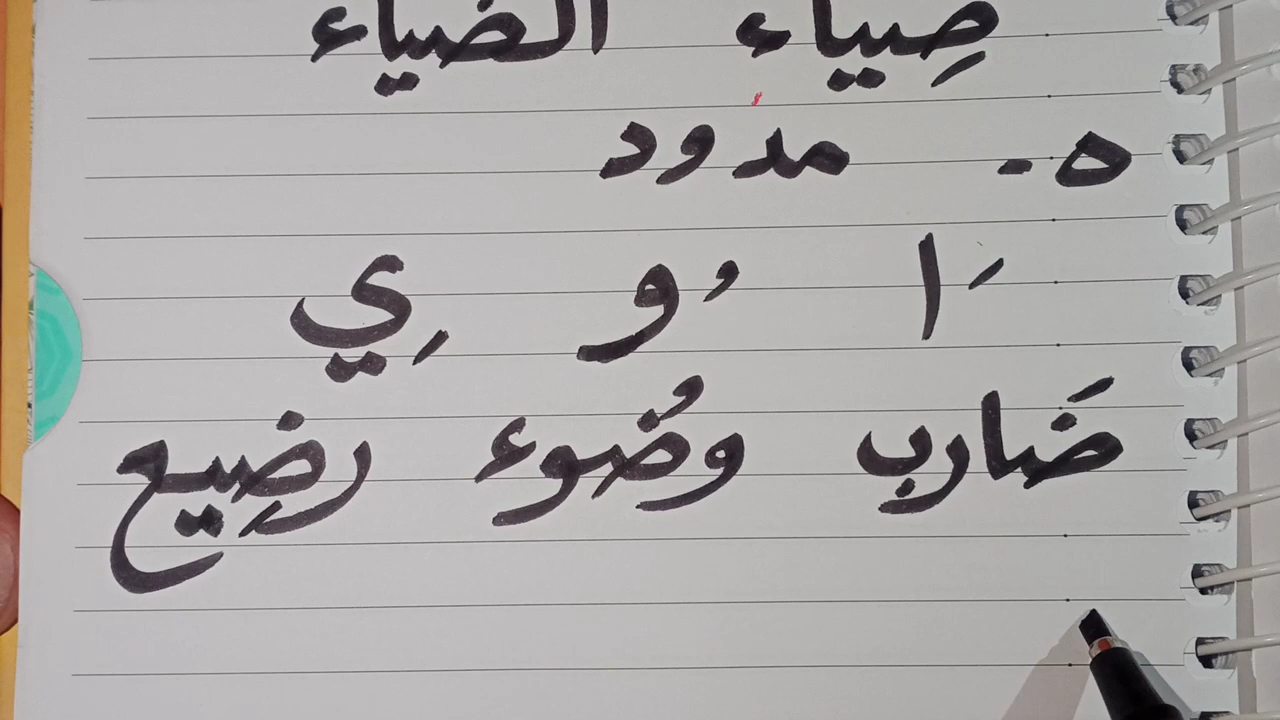 ضِياء الضياء
٥- مدود
َا ُو ِي
ضَارب وضُوء رضِيع